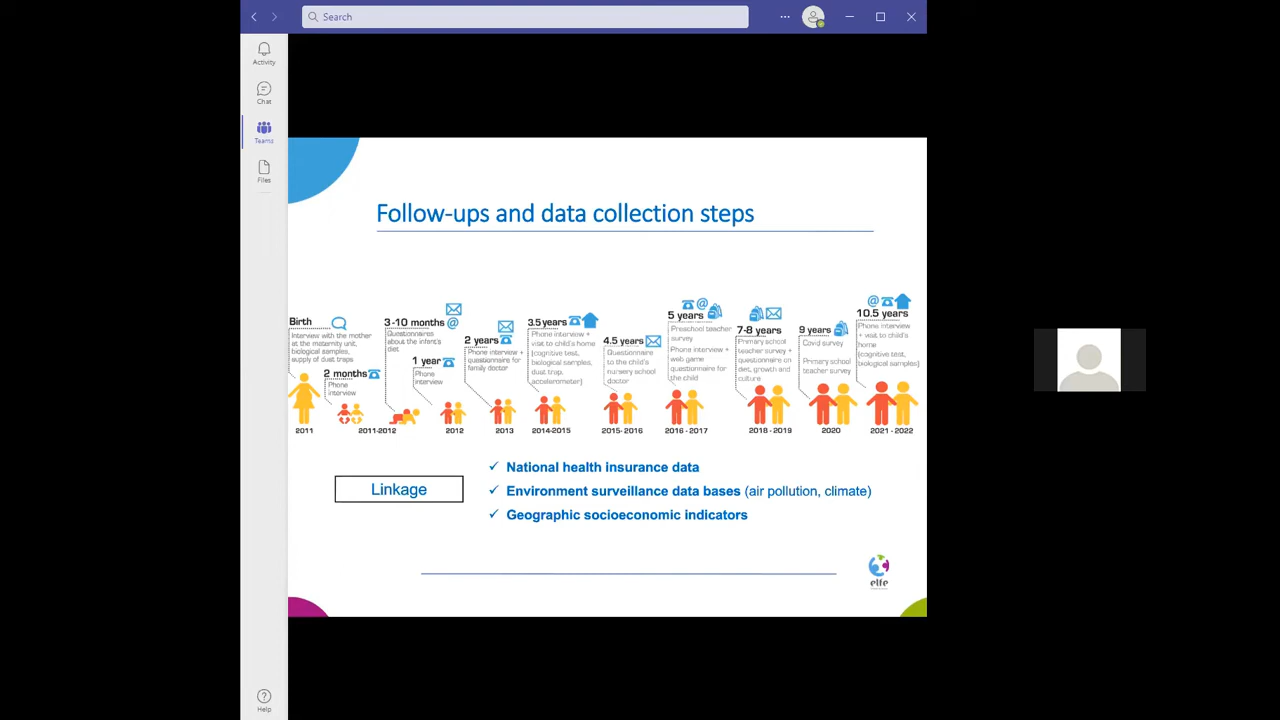 Search
Activity
Chat
Teams
Files
Help
Follow-ups and data collection steps
Birth
Interview with the mother
at the maternity unit,
biological samples,
supply of dust traps
2 months
Phone
interview
3-10 months
Questionnaires
about the infent's
diet
1 year
Phone
interview
2 years
Phone interview +
questionnaire for
family doctor
3.5 years
Phone interview +
visit to child's home
(cognitive test,
biological samples,
dust trap,
accelerometer)
4.5 years
Questionnaire
to the child's
nursery school
doctor
5 years
Preschool teacher
survey
Phone interview +
web game
questionnaire for
the child
7-8 years
Primary school
teacher survey +
questionnaire on
diet, growth and
culture
9 years
Covid survey
Primary school
teacher survey
10.5 years
Phone interview
+ visit to child's
home
(cognitive test,
biological samples)
2011
2011-2012
2012
2013
2014-2015
2015- 2016
2016 - 2017
2018 - 2019
2020
2021 - 2022
Linkage
✓ National health insurance data
✓ Environment surveillance data bases (air pollution, climate)
✓ Geographic socioeconomic indicators
elfe